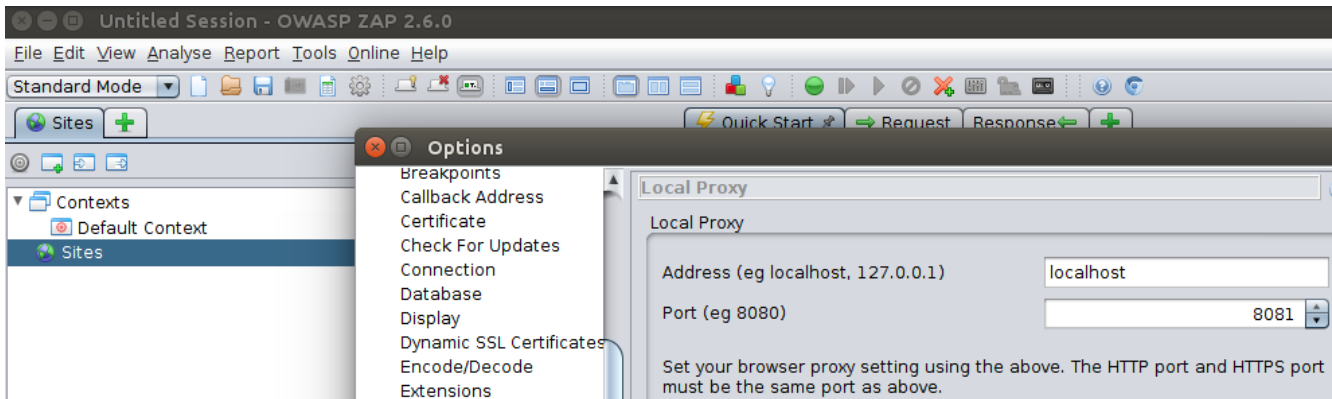 Untitled Session - OWASP ZAP 2.6.0
File Edit View Analyse Report Tools Online Help
Standard Mode
Sites
Quick Start
Request
Response
Options
Contexts
Default Context
Sites
Breakpoints
Callback Address
Certificate
Check For Updates
Connection
Database
Display
Dynamic SSL Certificates
Encode/Decode
Extensions
Local Proxy
Local Proxy
Address (eg localhost, 127.0.0.1)
localhost
Port (eg 8080)
8081
Set your browser proxy setting using the above. The HTTP port and HTTPS port
must be the same port as above.